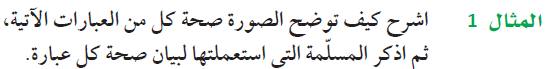 المثال 1 اشرح كيف توضح الصورة صحة كل من العبارات الآتية،
ثم اذكر المسلّمة التي استعملتها لبيان صحة كل عبارة.